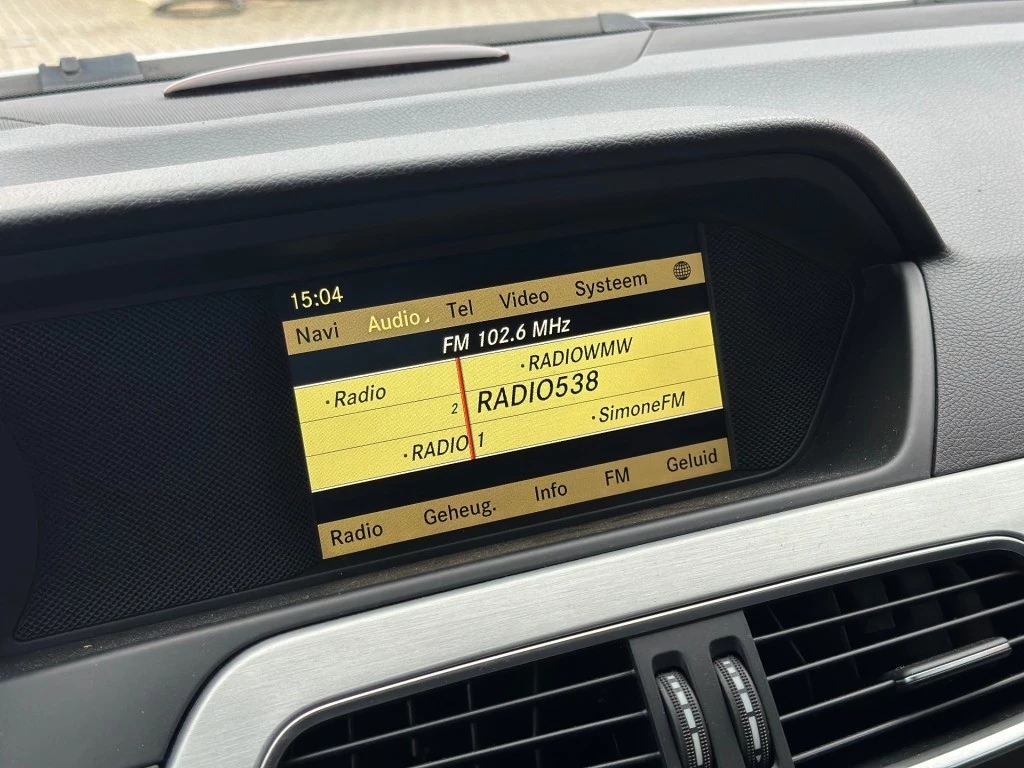 15:04
Navi Audio Tel Video Systeem
FM 102.6 MHz
·RADIOWMW
·Radio
2 RADIO538
·SimoneFM
·RADIO 1
Radio Geheug. Info FM Geluid